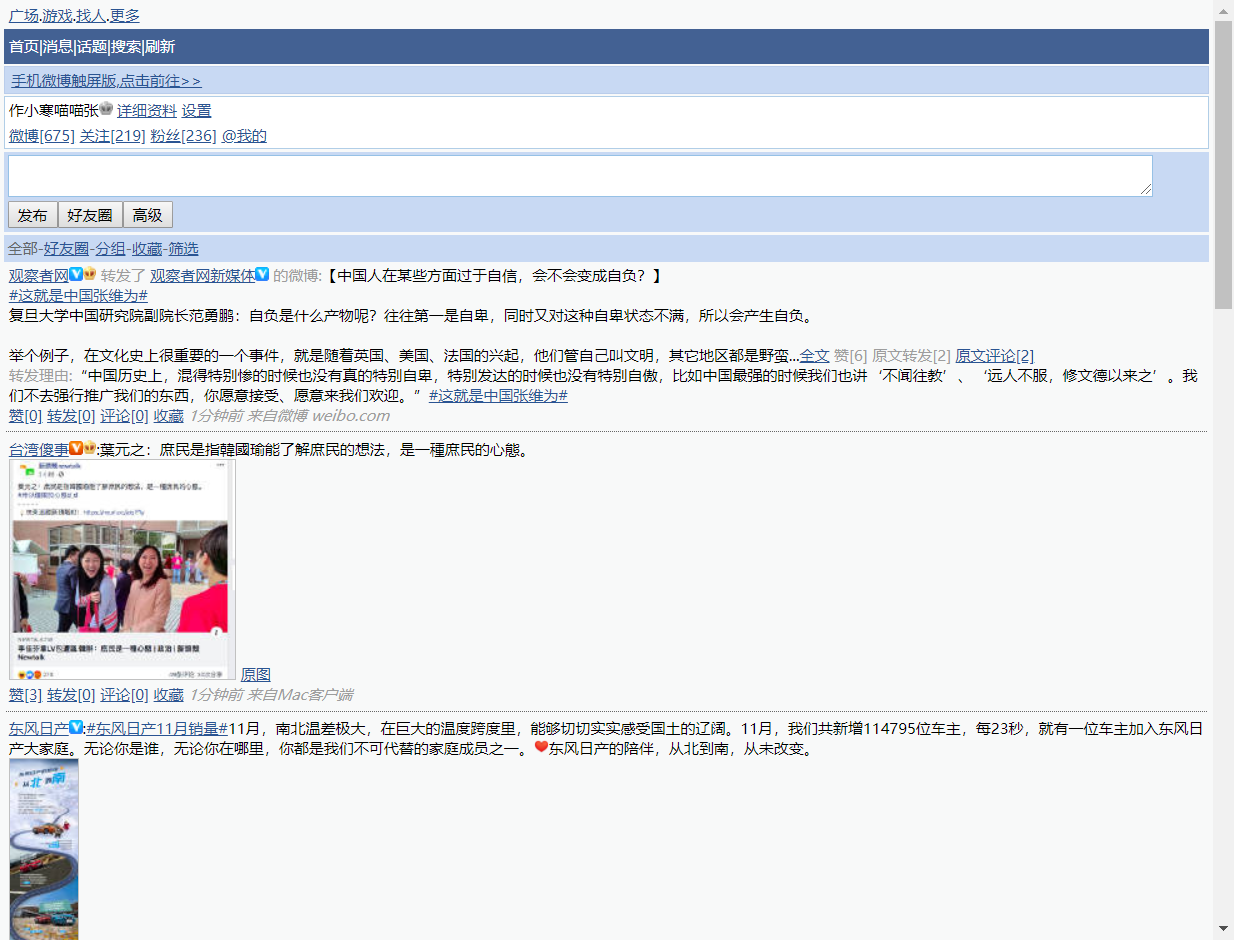 广场.游戏.找人.更多
首页|消息|话题|搜索|刷新
手机微博触屏版,点击前往>>
作小寒喵喵张 详细资料 设置
微博[675] 关注[219] 粉丝[236] @我的
发布 好友圈 高级
全部-好友圈-分组-收藏-筛选
观察者网 转发了 观察者网新媒体 的微博:【中国人在某些方面过于自信，会不会变成自负？】
#这就是中国张维为#
复旦大学中国研究院副院长范勇鹏：自负是什么产物呢？往往第一是自卑，同时又对这种自卑状态不满，所以会产生自负。
举个例子，在文化史上很重要的一个事件，就是随着英国、美国、法国的兴起，他们管自己叫文明，其它地区都是野蛮...全文 赞[6] 原文转发[2] 原文评论[2]
转发理由:“中国历史上，混得特别惨的时候也没有真的特别自卑，特别发达的时候也没有特别自傲，比如中国最强的时候我们也讲‘不闻往教’、‘远人不服，修文德以来之’。我
们不去强行推广我们的东西，你愿意接受、愿意来我们欢迎。”#这就是中国张维为#
赞[0] 转发[0] 评论[0] 收藏 1分钟前 来自微博 weibo.com
台湾傻事:葉元之：庶民是指韓國瑜能了解庶民的想法，是一種庶民的心態。
Newtalk
原图
赞[3] 转发[0] 评论[0] 收藏 1分钟前 来自Mac客户端
东风日产:#东风日产11月销量#11月，南北温差极大，在巨大的温度跨度里，能够切切实实感受国土的辽阔。11月，我们共新增114795位车主，每23秒，就有一位车主加入东风日
产大家庭。无论你是谁，无论你在哪里，你都是我们不可代替的家庭成员之一。❤东风日产的陪伴，从北到南，从未改变。
从北到南